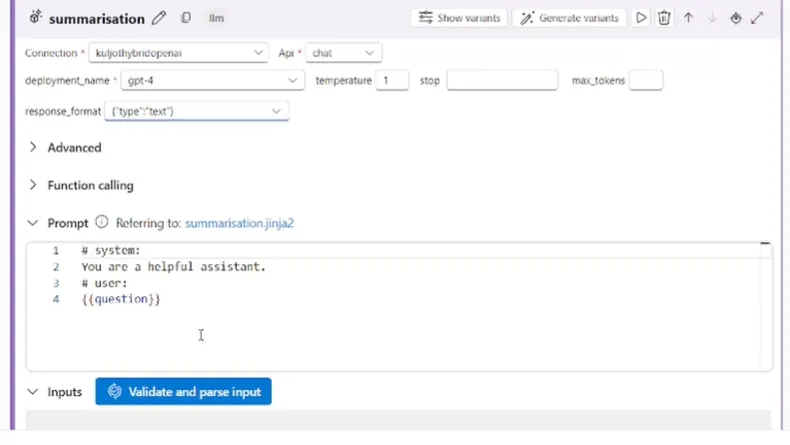 summarisation llm Show variants Generate variants
Connection * kuljothybridopenai Api * chat
deployment_name * gpt-4 temperature 1 stop max_tokens
response_format {"type":"text"}
Advanced
Function calling
Prompt Referring to: summarisation.jinja2
1 # system:
2 You are a helpful assistant.
3 # user:
4 {{question}}
Inputs Validate and parse input